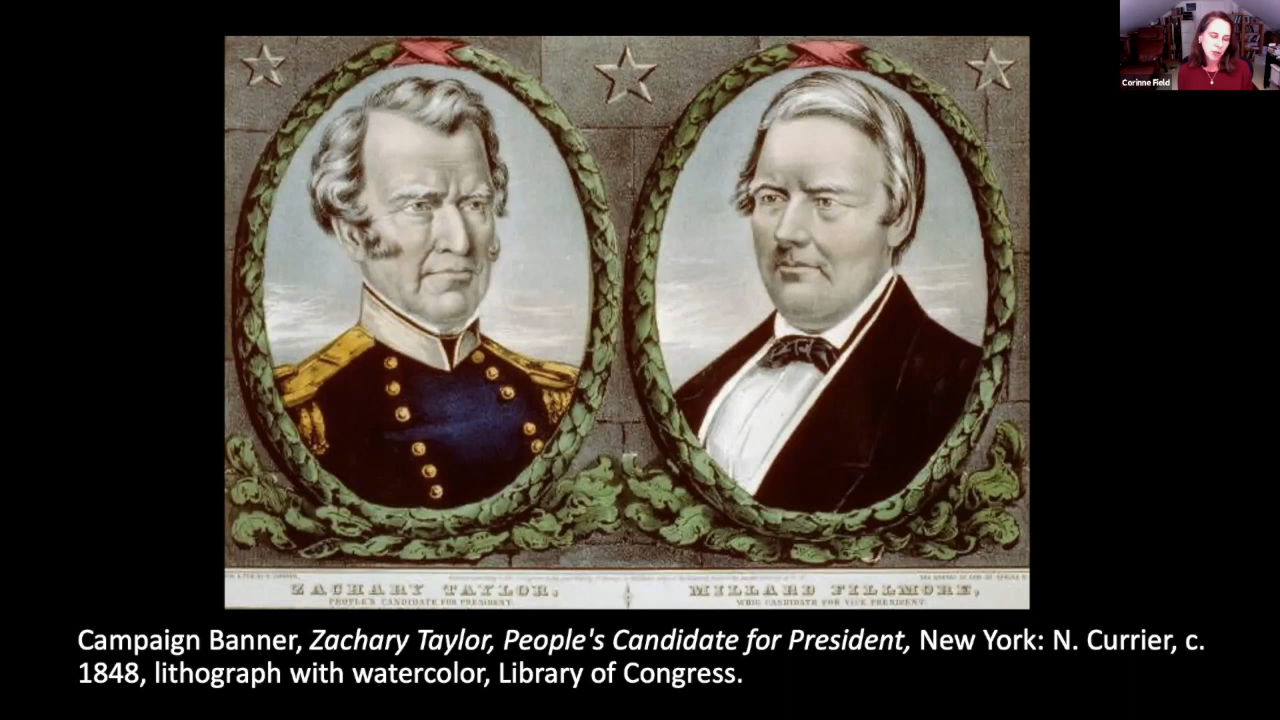 Corinne Field
ZACHARY TAYLOR,
PEOPLE'S CANDIDATE FOR PRESIDENT.
MILLARD FILLMORE,
WHIG CANDIDATE FOR VICE PRESIDENT.
Campaign Banner, Zachary Taylor, People's Candidate for President, New York: N. Currier, c.
1848, lithograph with watercolor, Library of Congress.